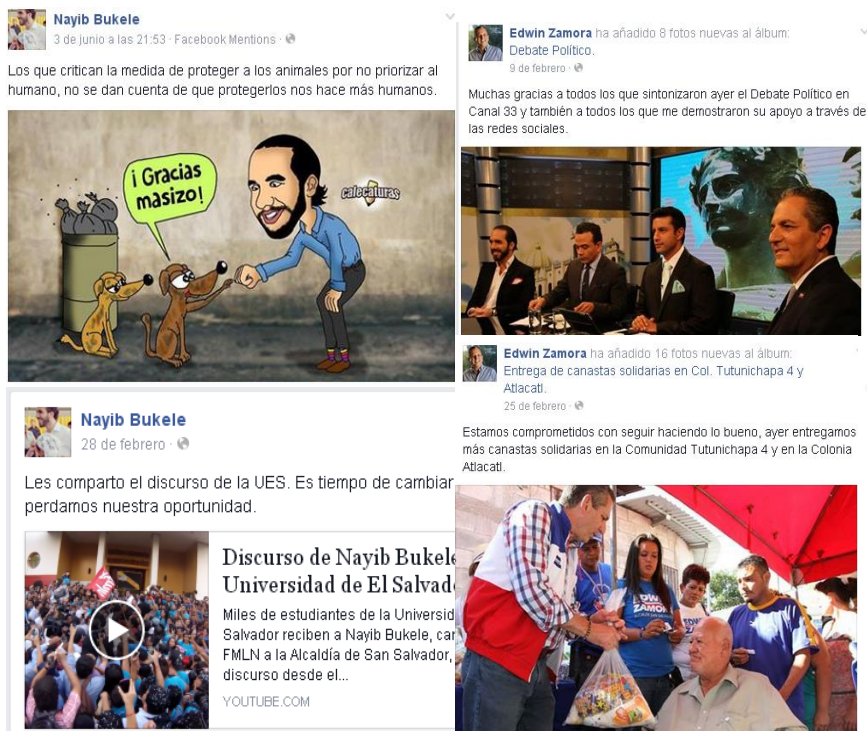 Nayib Bukele
3 de junio a las 21:53 · Facebook Mentions ·
Los que critican la medida de proteger a los animales por no priorizar al
humano, no se dan cuenta de que protegerlos nos hace más humanos.
¡ Gracias
masizo!
calecaturas
Nayib Bukele
28 de febrero ·
Les comparto el discurso de la UES. Es tiempo de cambiar
perdamos nuestra oportunidad.
Discurso de Nayib Bukele
Universidad de El Salvad
Miles de estudiantes de la Universid
Salvador reciben a Nayib Bukele, can
FMLN a la Alcaldía de San Salvador,
discurso desde el...
YOUTUBE.COM
Edwin Zamora ha añadido 8 fotos nuevas al álbum:
Debate Político.
9 de febrero ·
Muchas gracias a todos los que sintonizaron ayer el Debate Político en
Canal 33 y también a todos los que me demostraron su apoyo a través de
las redes sociales.
Edwin Zamora ha añadido 16 fotos nuevas al álbum:
Entrega de canastas solidarias en Col. Tutunichapa 4 y
Atlacatl.
25 de febrero ·
Estamos comprometidos con seguir haciendo lo bueno, ayer entregamos
más canastas solidarias en la Comunidad Tutunichapa 4 y en la Colonia
Atlacatl.
EDWIN
ZAMORA